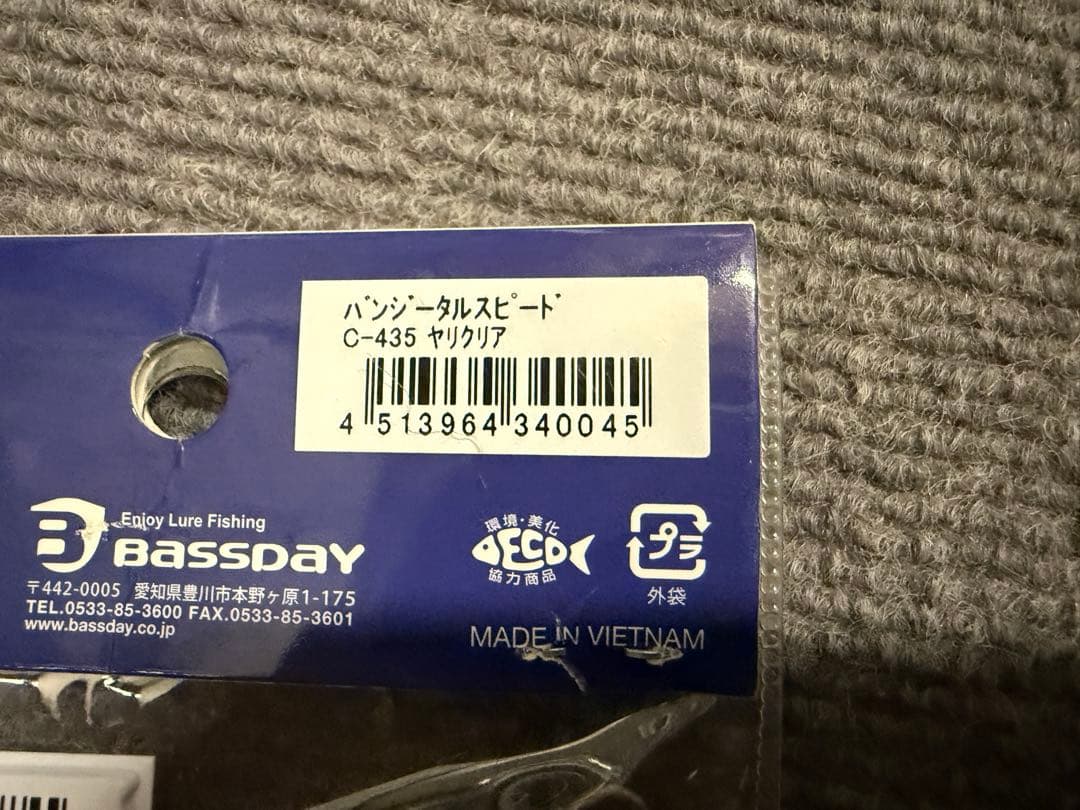 バンジータルスピード
C-435 ヤリクリア
4 513964 340045
Enjoy Lure Fishing
BASSDAY
〒442-0005 愛知県豊川市本野ヶ原1-175
TEL.0533-85-3600 FAX.0533-85-3601
www.bassday.co.jp
環境・美化
ECO
協力商品
プラ
外袋
MADE IN VIETNAM